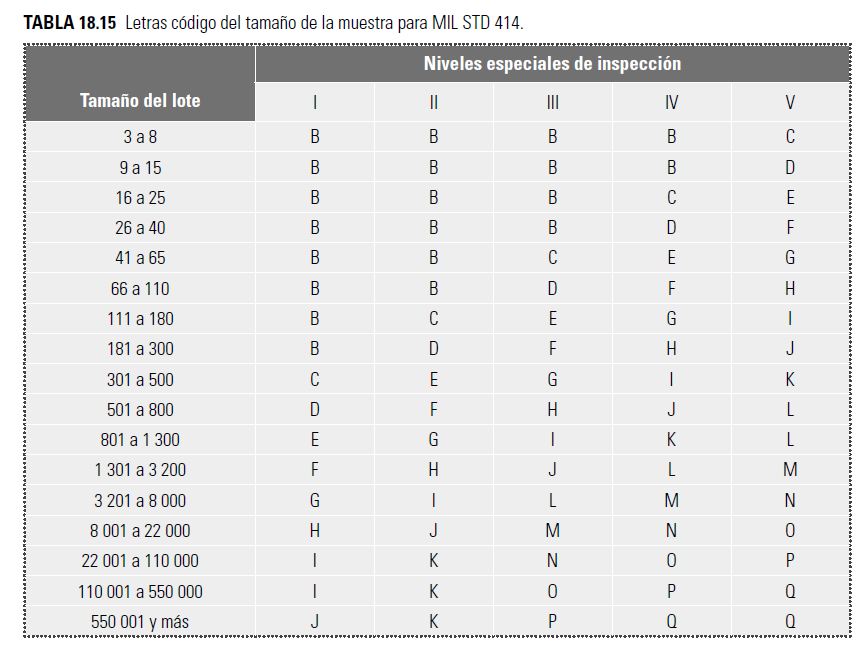 TABLA 18.15 Letras código del tamaño de la muestra para MIL STD 414.
Niveles especiales de inspección
Tamaño del lote I II III IV V
3 a 8 B B B B C
9 a 15 B B B B D
16 a 25 B B B C E
26 a 40 B B B D F
41 a 65 B B C E G
66 a 110 B B D F H
111 a 180 B C E G I
181 a 300 B D F H J
301 a 500 C E G I K
501 a 800 D F H J L
801 a 1 300 E G I K L
1 301 a 3 200 F H J L M
3 201 a 8 000 G I L M N
8 001 a 22 000 H J M N O
22 001 a 110 000 I K N O P
110 001 a 550 000 I K O P Q
550 001 y más J K P Q Q